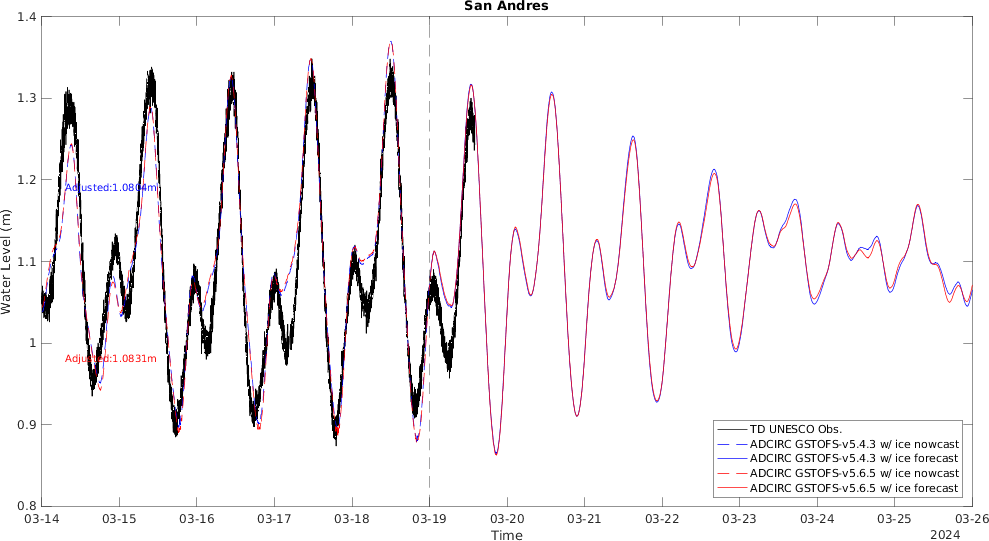 San Andres
Water Level (m)
1.4
1.3
1.2
1.1
1
0.9
0.8
Adjusted:1.0804m
Adjusted:1.0831m
TD UNESCO Obs.
ADCIRC GSTOFS-v5.4.3 w/ ice nowcast
ADCIRC GSTOFS-v5.4.3 w/ ice forecast
ADCIRC GSTOFS-v5.6.5 w/ ice nowcast
ADCIRC GSTOFS-v5.6.5 w/ ice forecast
03-14 03-15 03-16 03-17 03-18 03-19 03-20 03-21 03-22 03-23 03-24 03-25 03-26
Time
2024